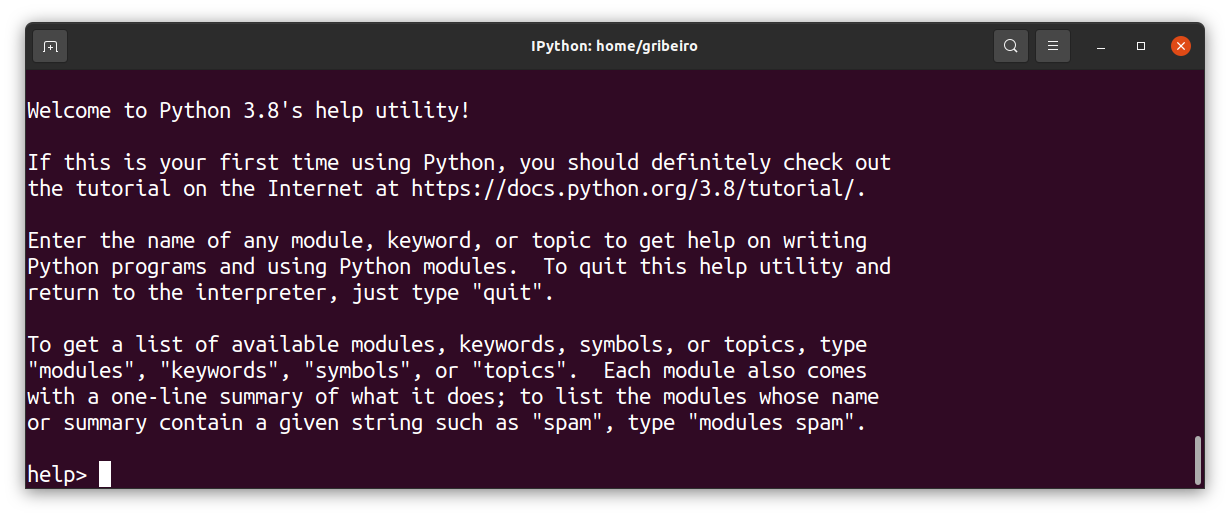 IPython: home/gribeiro
Welcome to Python 3.8's help utility!
If this is your first time using Python, you should definitely check out
the tutorial on the Internet at https://docs.python.org/3.8/tutorial/.
Enter the name of any module, keyword, or topic to get help on writing
Python programs and using Python modules.  To quit this help utility and
return to the interpreter, just type "quit".
To get a list of available modules, keywords, symbols, or topics, type
"modules", "keywords", "symbols", or "topics".  Each module also comes
with a one-line summary of what it does; to list the modules whose name
or summary contain a given string such as "spam", type "modules spam".
help>